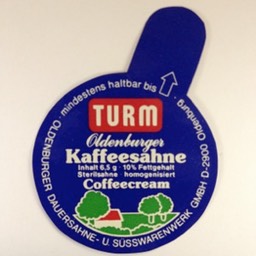 · mindestens haltbar bis
TURM
Oldenburger
Kaffeesahne
Inhalt 6,5 g · 10% Fettgehalt
Sterilsahne · homogenisiert
Coffeecream
OLDENBURGER DAUERSAHNE- U. SÜSSWARENWERK GMBH D-2900 Oldenburg